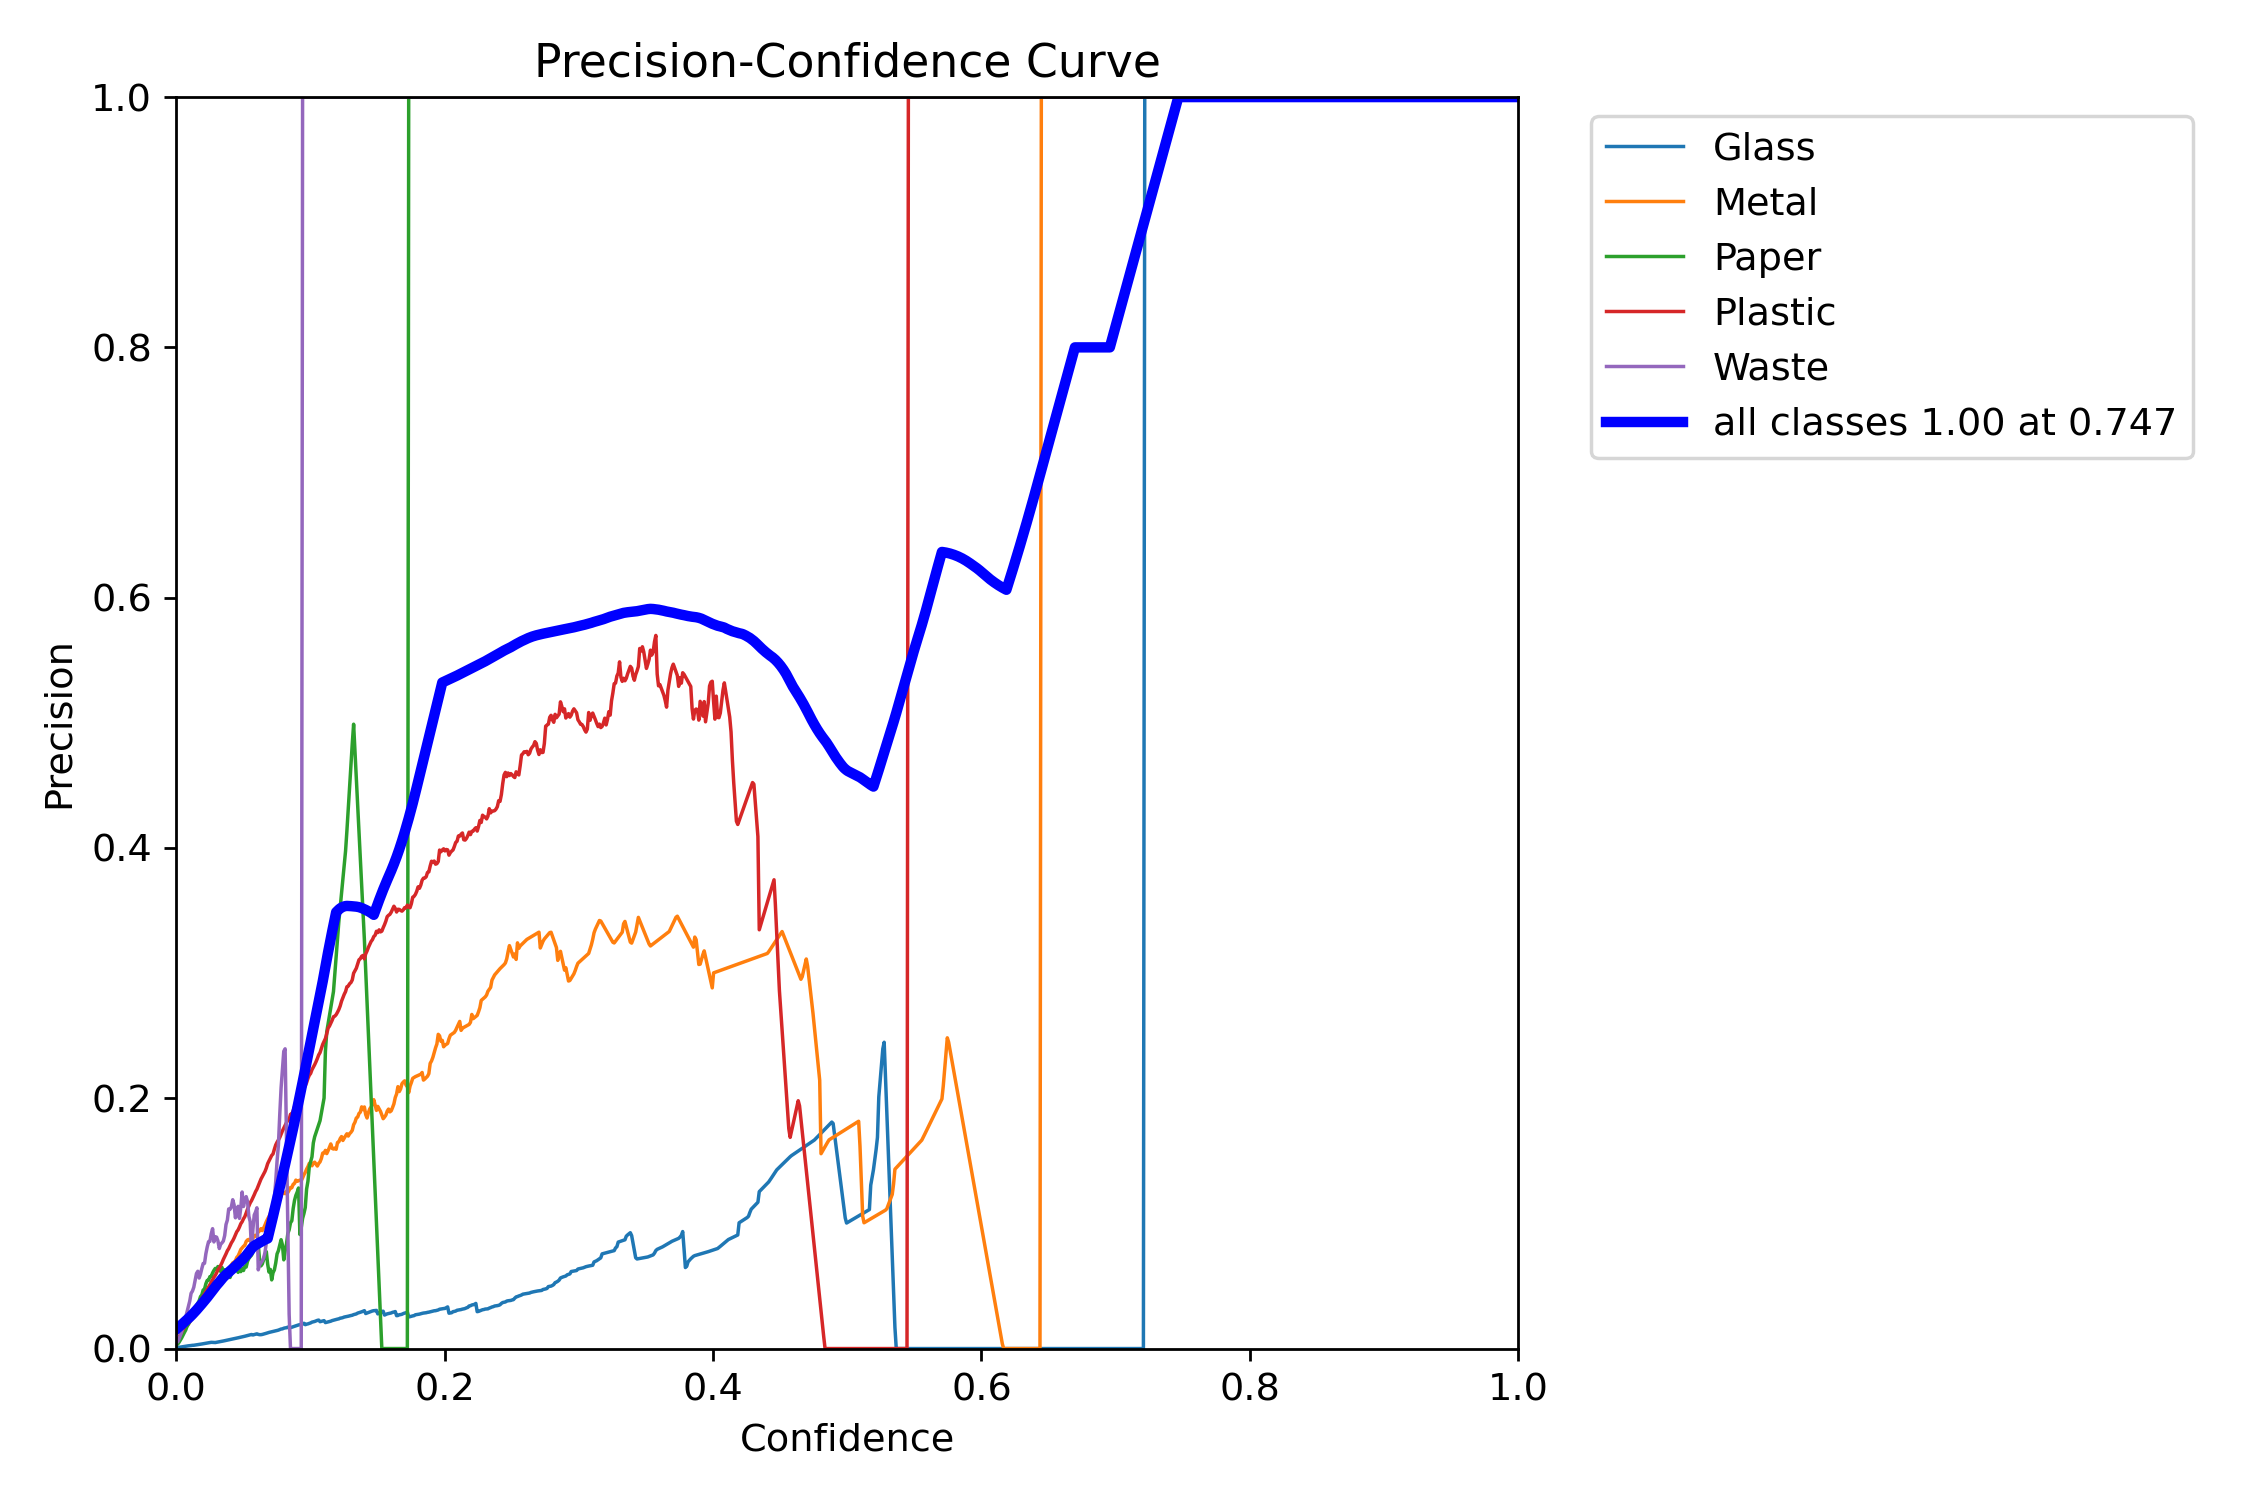 Precision-Confidence Curve
1.0
0.8
0.6
0.4
0.2
0.0
Precision
0.0 0.2 0.4 0.6 0.8 1.0
Confidence
Glass
Metal
Paper
Plastic
Waste
all classes 1.00 at 0.747